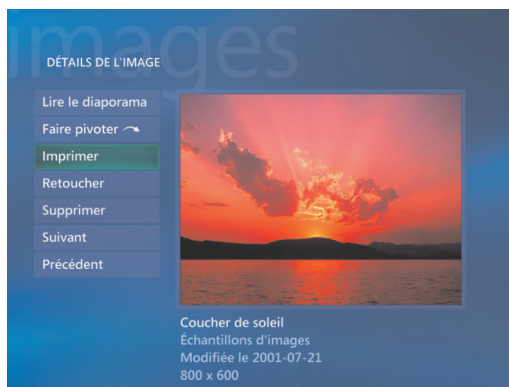 images
DÉTAILS DE L'IMAGE
Lire le diaporama
Faire pivoter
Imprimer
Retoucher
Supprimer
Suivant
Précédent
Coucher de soleil
Échantillons d'images
Modifiée le 2001-07-21
800 x 600